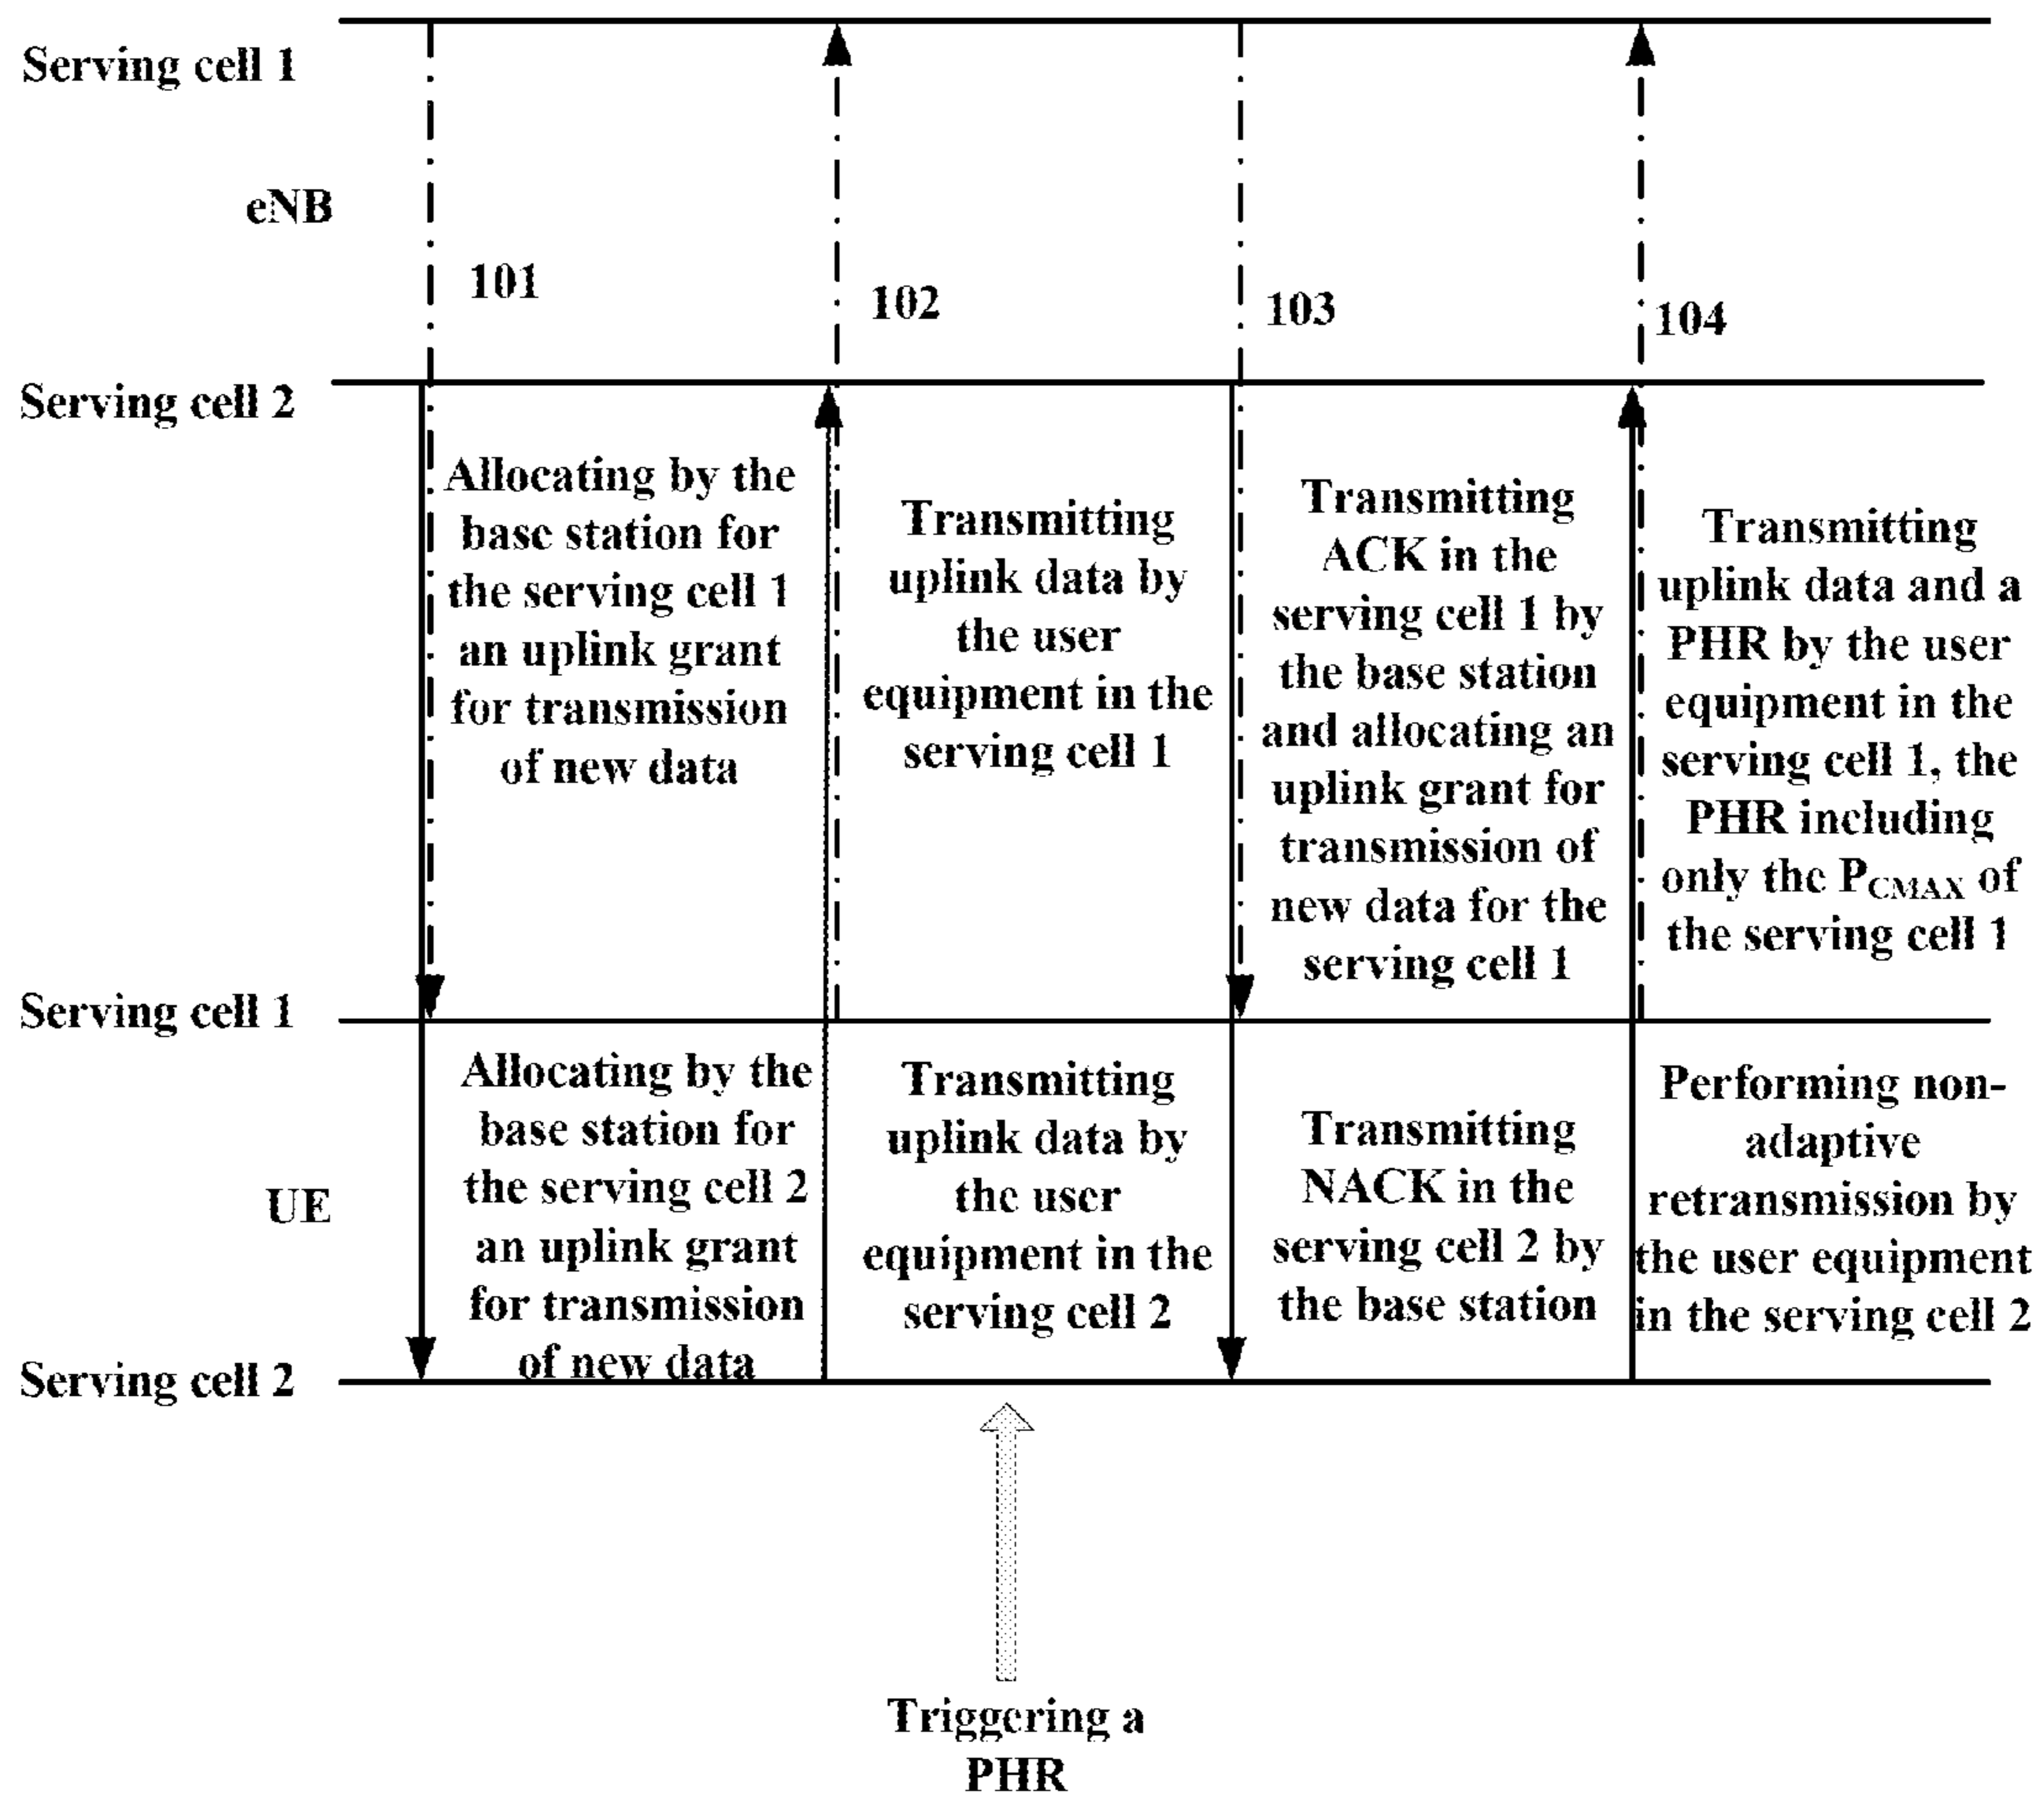 Serving cell 1
eNB
101
102
103
104
Serving cell 2
Allocating by the
base station for
the serving cell 1
an uplink grant
for transmission
of new data
Transmitting
uplink data by
the user
equipment in the
serving cell 1
Transmitting
ACK in the
serving cell 1 by
the base station
and allocating an
uplink grant for
transmission of
new data for the
serving cell 1
Transmitting
uplink data and a
PHR by the user
equipment in the
serving cell 1, the
PHR including
only the PCMAX of
the serving cell 1
Serving cell 1
UE
Allocating by the
base station for
the serving cell 2
an uplink grant
for transmission
of new data
Transmitting
uplink data by
the user
equipment in the
serving cell 2
Transmitting
NACK in the
serving cell 2 by
the base station
Performing non-
adaptive
retransmission by
the user equipment
in the serving cell 2
Serving cell 2
Triggering a
PHR